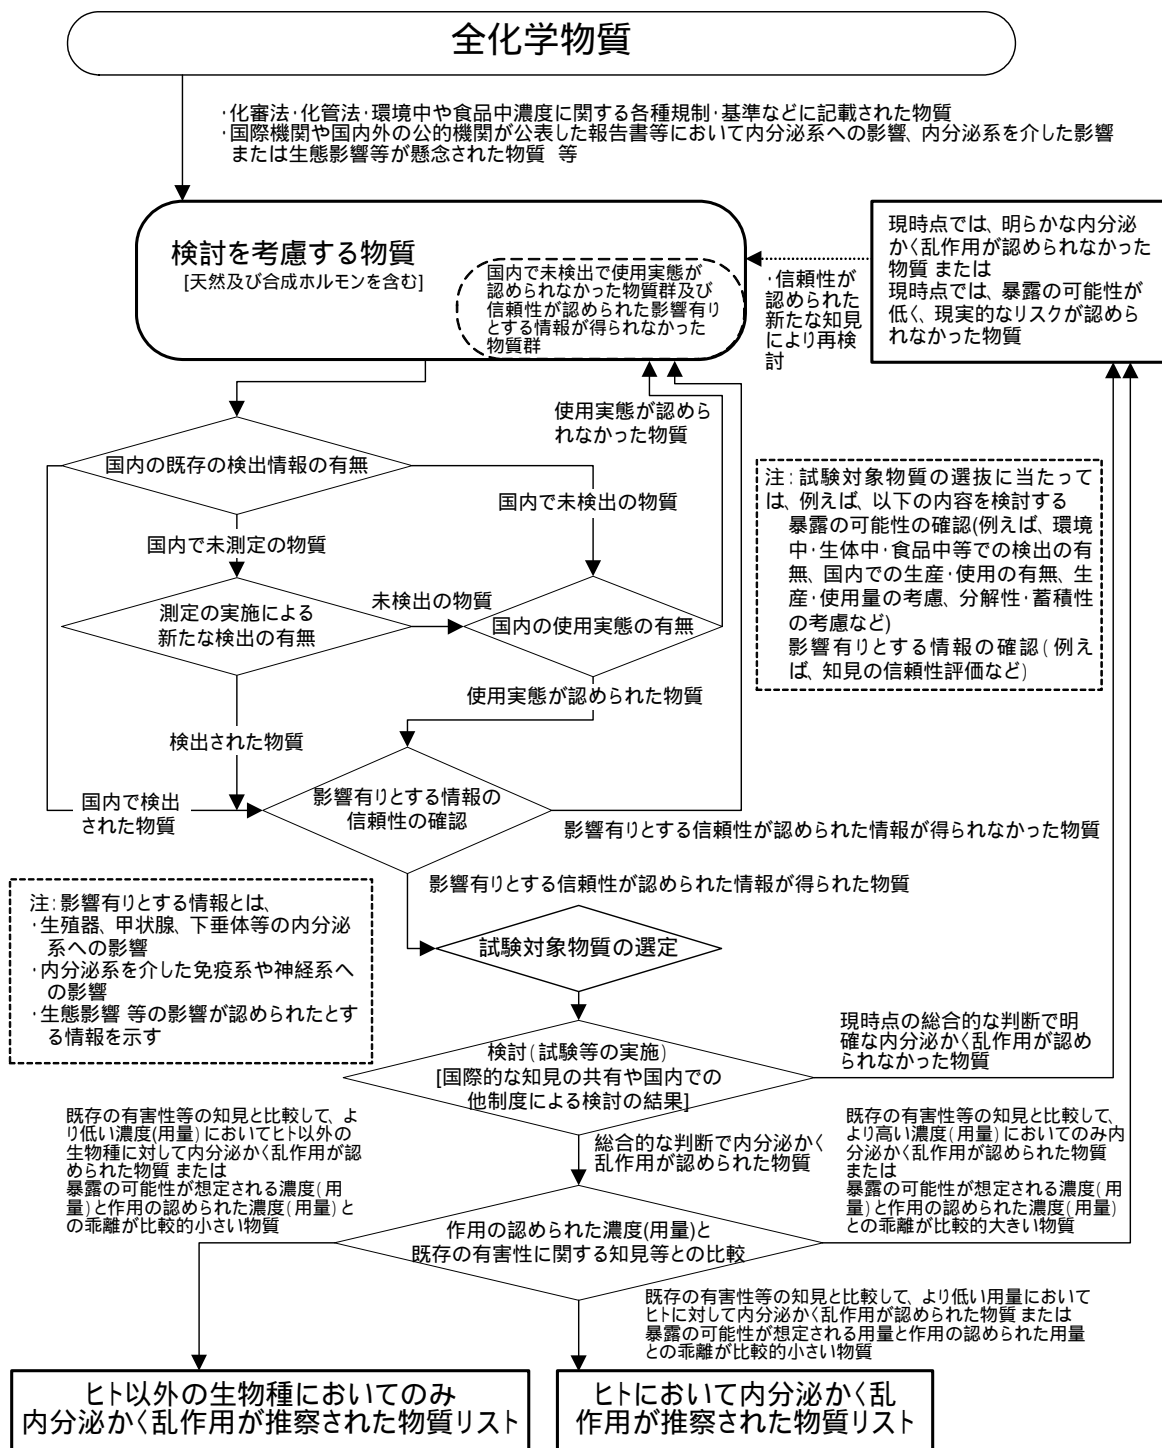 全化学物質
·化審法·化管法·環境中や食品中濃度に関する各種規制·基準などに記載された物質
·国際機関や国内外の公的機関が公表した報告書等において内分泌系への影響、内分泌系を介した影響
または生態影響等が懸念された物質 等
検討を考慮する物質
[天然及び合成ホルモンを含む]
国内で未検出で使用実態が
認められなかった物質群及び
信頼性が認められた影響有り
とする情報が得られなかった
物質群
·信頼性が
認められた
新たな知見
により再検
討
現時点では、明らかな内分泌
かく乱作用が認められなかった
物質 または
現時点では、暴露の可能性が
低く、現実的なリスクが認めら
れなかった物質
使用実態が認めら
れなかった物質
国内の既存の検出情報の有無
国内で未検出の物質
国内で未測定の物質
測定の実施による
新たな検出の有無
未検出の物質
国内の使用実態の有無
注:試験対象物質の選抜に当たって
は、例えば、以下の内容を検討する
暴露の可能性の確認(例えば、環境
中·生体中·食品中等での検出の有
無、国内での生産·使用の有無、生
産·使用量の考慮、分解性·蓄積性
の考慮など)
影響有りとする情報の確認(例え
ば、知見の信頼性評価など)
使用実態が認められた物質
検出された物質
国内で検出
された物質
影響有りとする情報の
信頼性の確認
影響有りとする信頼性が認められた情報が得られなかった物質
影響有りとする信頼性が認められた情報が得られた物質
注:影響有りとする情報とは、
·生殖器、甲状腺、下垂体等の内分泌
系への影響
·内分泌系を介した免疫系や神経系へ
の影響
·生態影響 等の影響が認められたとす
る情報を示す
試験対象物質の選定
検討(試験等の実施)
[国際的な知見の共有や国内での
他制度による検討の結果]
現時点の総合的な判断で明
確な内分泌かく乱作用が認め
られなかった物質
総合的な判断で内分泌かく
乱作用が認められた物質
既存の有害性等の知見と比較して、よ
り低い濃度(用量)においてヒト以外の
生物種に対して内分泌かく乱作用が認
められた物質 または
暴露の可能性が想定される濃度(用
量)と作用の認められた濃度(用量)と
の乖離が比較的小さい物質
既存の有害性等の知見と比較して、
より高い濃度(用量)においてのみ内
分泌かく乱作用が認められた物質
または
暴露の可能性が想定される濃度(用
量)と作用の認められた濃度(用量)
との乖離が比較的大きい物質
作用の認められた濃度(用量)と
既存の有害性に関する知見等との比較
既存の有害性等の知見と比較して、より低い用量において
ヒトに対して内分泌かく乱作用が認められた物質 または
暴露の可能性が想定される用量と作用の認められた用量
との乖離が比較的小さい物質
ヒト以外の生物種においてのみ
内分泌かく乱作用が推察された物質リスト
ヒトにおいて内分泌かく乱
作用が推察された物質リスト